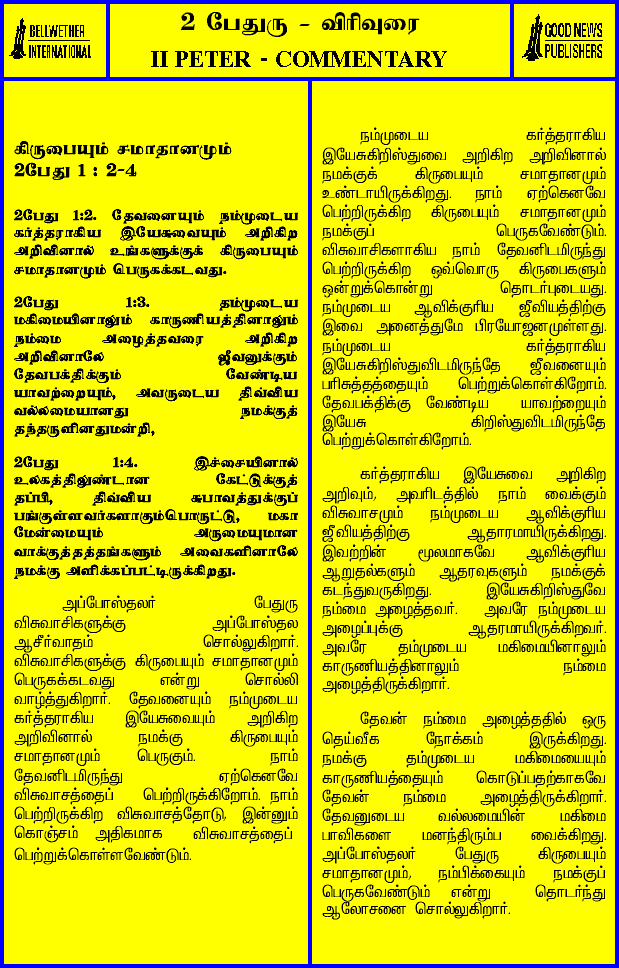 BELLWETHER
INTERNATIONAL
2 பேதுரு - விரிவுரை
II PETER - COMMENTARY
GOOD NEWS
PUBLISHERS
கிருபையும் சமாதானமும்
2பேது 1 : 2-4
2பேது 1:2. தேவனையும் நம்முடைய
கர்த்தராகிய இயேசுவையும் அறிகிற
அறிவினால் உங்களுக்குக் கிருபையும்
சமாதானமும் பெருகக்கடவது.
2பேது 1:3. தம்முடைய
மகிமையினாலும் காருணியத்தினாலும்
நம்மை அழைத்தவரை அறிகிற
அறிவினாலே ஜீவனுக்கும்
தேவபக்திக்கும் வேண்டிய
யாவற்றையும், அவருடைய திவ்விய
வல்லமையானது நமக்குத்
தந்தருளினதுமன்றி,
2பேது 1:4. இச்சையினால்
உலகத்திலுண்டான கேட்டுக்குத்
தப்பி, திவ்விய சுபாவத்துக்குப்
பங்குள்ளவர்களாகும்பொருட்டு, மகா
மேன்மையும் அருமையுமான
வாக்குத்தத்தங்களும் அவைகளினாலே
நமக்கு அளிக்கப்பட்டிருக்கிறது.
அப்போஸ்தலர் பேதுரு
விசுவாசிகளுக்கு அப்போஸ்தல
ஆசீர்வாதம் சொல்லுகிறார்.
விசுவாசிகளுக்கு கிருபையும் சமாதானமும்
பெருகக்கடவது என்று சொல்லி
வாழ்த்துகிறார். தேவனையும் நம்முடைய
கர்த்தராகிய இயேசுவையும் அறிகிற
அறிவினால் நமக்கு கிருபையும்
சமாதானமும் பெருகும். நாம்
தேவனிடமிருந்து ஏற்கெனவே
விசுவாசத்தைப் பெற்றிருக்கிறோம். நாம்
பெற்றிருக்கிற விசுவாசத்தோடு, இன்னும்
கொஞ்சம் அதிகமாக விசுவாசத்தைப்
பெற்றுக்கொள்ளவேண்டும்.
நம்முடைய கர்த்தராகிய
இயேசுகிறிஸ்துவை அறிகிற அறிவினால்
நமக்கு கிருபையும் சமாதானமும்
உண்டாயிருக்கிறது. நாம் ஏற்கெனவே
பெற்றிருக்கிற கிருபையும் சமாதானமும்
நமக்குப் பெருகவேண்டும்.
விசுவாசிகளாகிய நாம் தேவனிடமிருந்து
பெற்றிருக்கிற ஒவ்வொரு கிருபைகளும்
ஒன்றுக்கொன்று தொடர்புடையது.
நம்முடைய ஆவிக்குரிய ஜீவியத்திற்கு
இவை அனைத்துமே பிரயோஜனமுள்ளது.
நம்முடைய கர்த்தராகிய
இயேசுகிறிஸ்துவிடமிருந்தே ஜீவனையும்
பரிசுத்தத்தையும் பெற்றுக்கொள்கிறோம்.
தேவபக்திக்கு வேண்டிய யாவற்றையும்
இயேசு கிறிஸ்துவிடமிருந்தே
பெற்றுக்கொள்கிறோம்.
கர்த்தராகிய இயேசுவை அறிகிற
அறிவும், அவரிடத்தில் நாம் வைக்கும்
விசுவாசமும் நம்முடைய ஆவிக்குரிய
ஜீவியத்திற்கு ஆதாரமாயிருக்கிறது.
இவற்றின் மூலமாகவே ஆவிக்குரிய
ஆறுதல்களும் ஆதரவுகளும் நமக்குக்
கடந்துவருகிறது. இயேசுகிறிஸ்துவே
நம்மை அழைத்தவர். அவரே நம்முடைய
அழைப்புக்கு ஆதரமாயிருக்கிறவர்.
அவரே தம்முடைய மகிமையினாலும்
காருணியத்தினாலும் நம்மை
அழைத்திருக்கிறார்.
தேவன் நம்மை அழைத்ததில் ஒரு
தெய்வீக நோக்கம் இருக்கிறது.
நமக்கு தம்முடைய மகிமையையும்
காருணியத்தையும் கொடுப்பதற்காகவே
தேவன் நம்மை அழைத்திருக்கிறார்.
தேவனுடைய வல்லமையின் மகிமை
பாவிகளை மனந்திரும்ப வைக்கிறது.
அப்போஸ்தலர் பேதுரு கிருபையும்
சமாதானமும், நம்பிக்கையும் நமக்குப்
பெருகவேண்டும் என்று தொடர்ந்து
ஆலோசனை சொல்லுகிறார்.